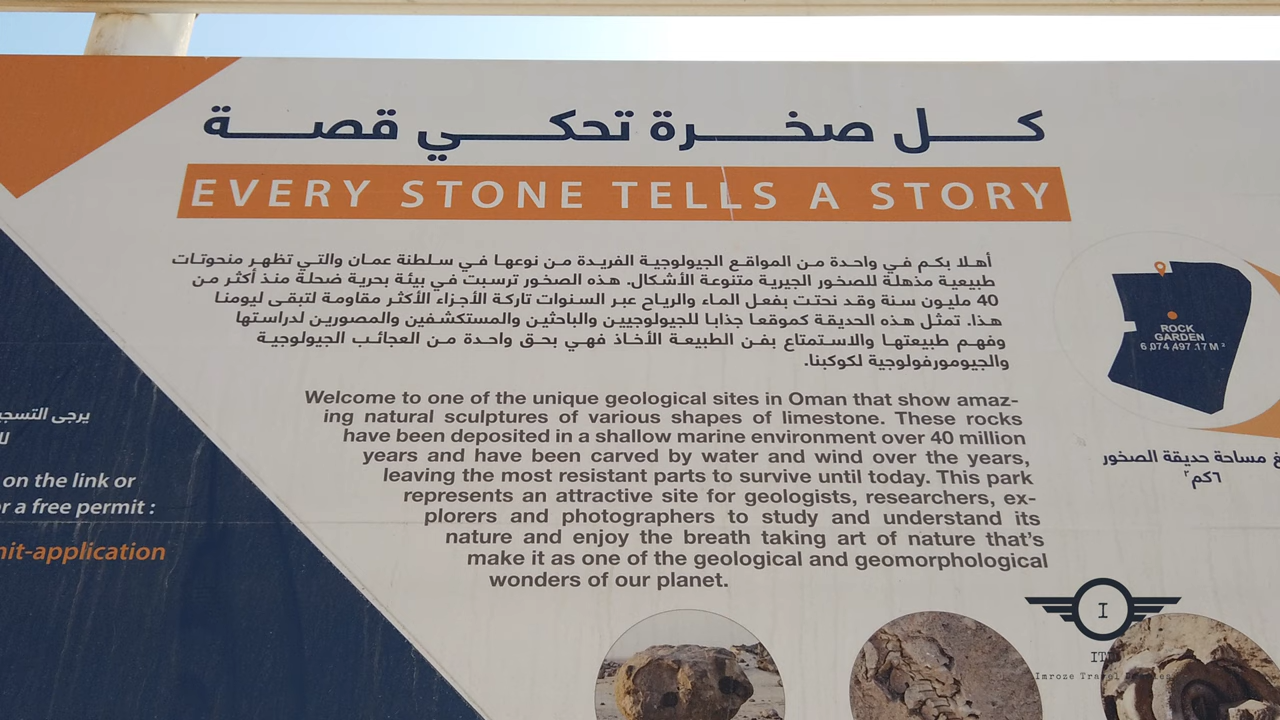 كل صخرة تحكي قصة
EVERY STONE TELLS A STORY
أهلا بكم في واحدة من المواقع الجيولوجية الفريدة من نوعها في سلطنة عمان والتي تظهر منحوتات
طبيعية مذهلة للصخور الجيرية متنوعة الأشكال. هذه الصخور ترسبت في بيئة بحرية ضحلة منذ أكثر من
40 مليون سنة وقد نحتت بفعل الماء والرياح عبر السنوات تاركة الأجزاء الأكثر مقاومة لتبقى ليومنا
هذا. تمثل هذه الحديقة كموقعا جذابا للجيولوجيين والباحثين والمستكشفين والمصورين لدراستها
وفهم طبيعتها والاستمتاع بفن الطبيعة الأخاذ فهي بحق واحدة من العجائب الجيولوجية
والجيومورفولوجية لكوكبنا.
Welcome to one of the unique geological sites in Oman that show amaz-
ing natural sculptures of various shapes of limestone. These rocks
have been deposited in a shallow marine environment over 40 million
years and have been carved by water and wind over the years,
leaving the most resistant parts to survive until today. This park
represents an attractive site for geologists, researchers, ex-
plorers and photographers to study and understand its
nature and enjoy the breath taking art of nature that's
make it as one of the geological and geomorphological
wonders of our planet.
ROCK
GARDEN
6,074,497.17 M²
مساحة حديقة الصخور
٦كم٢
يرجى
on the link or
a free permit :
-application
I
Imroze Travel